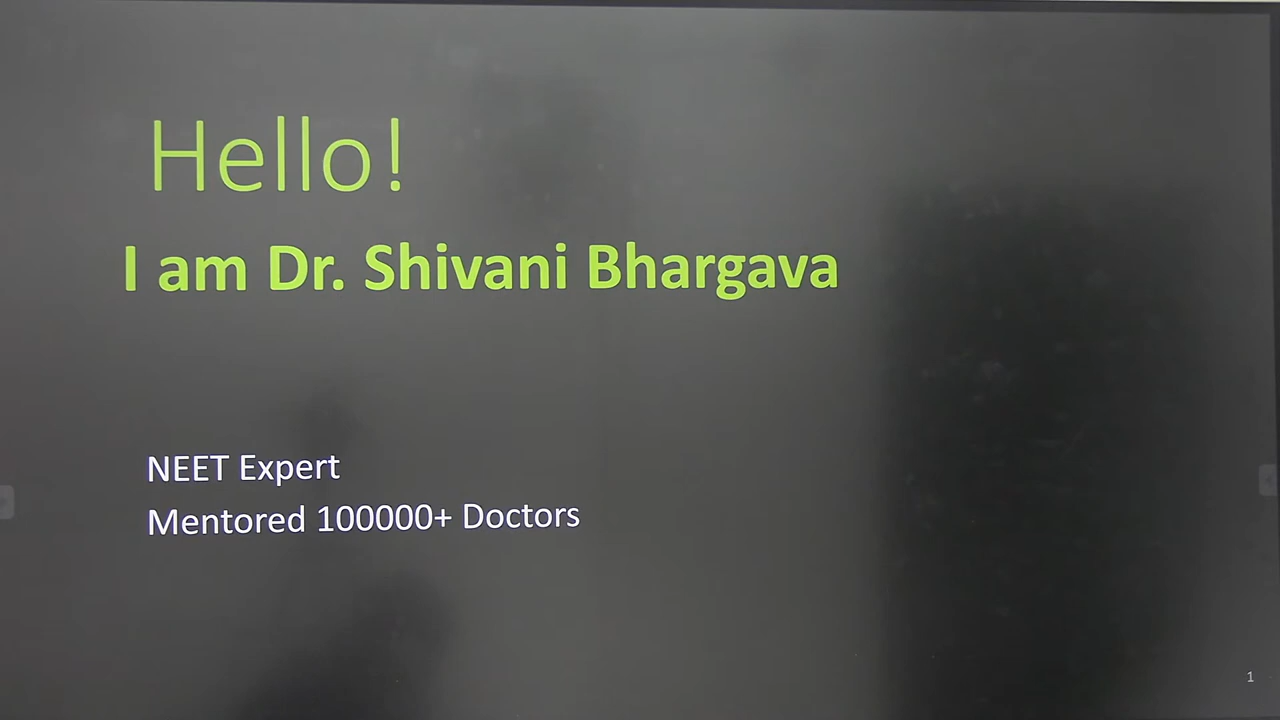 Hello!
I am Dr. Shivani Bhargava
NEET Expert
Mentored 100000+ Doctors
1